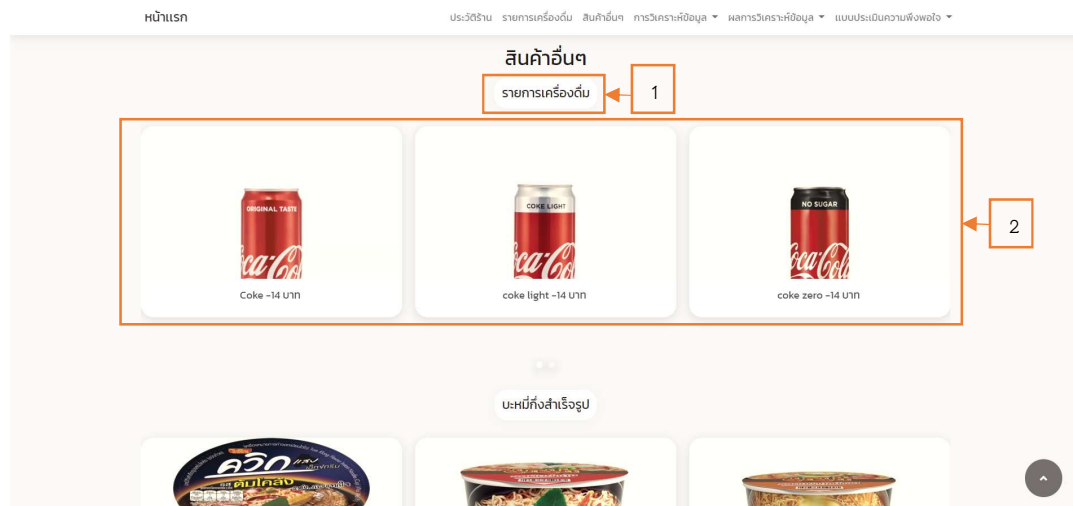 หน้าแรก
ประวัติร้าน รายการเครื่องดื่ม สินค้าอื่นๆ การวิเคราะห์ข้อมูล ผลการวิเคราะห์ข้อมูล แบบประเมินความพึงพอใจ
สินค้าอื่นๆ
รายการเครื่องดื่ม
1
ORIGINAL TASTE
COKE LIGHT
NO SUGAR
Coca-Cola
Coca-Cola
Coca-Cola
2
Coke -14 บาท
coke light -14 บาท
coke zero -14 บาท
บะหมี่กึ่งสำเร็จรูป
ควิก
แสบ
รส ต้มโคล้ง